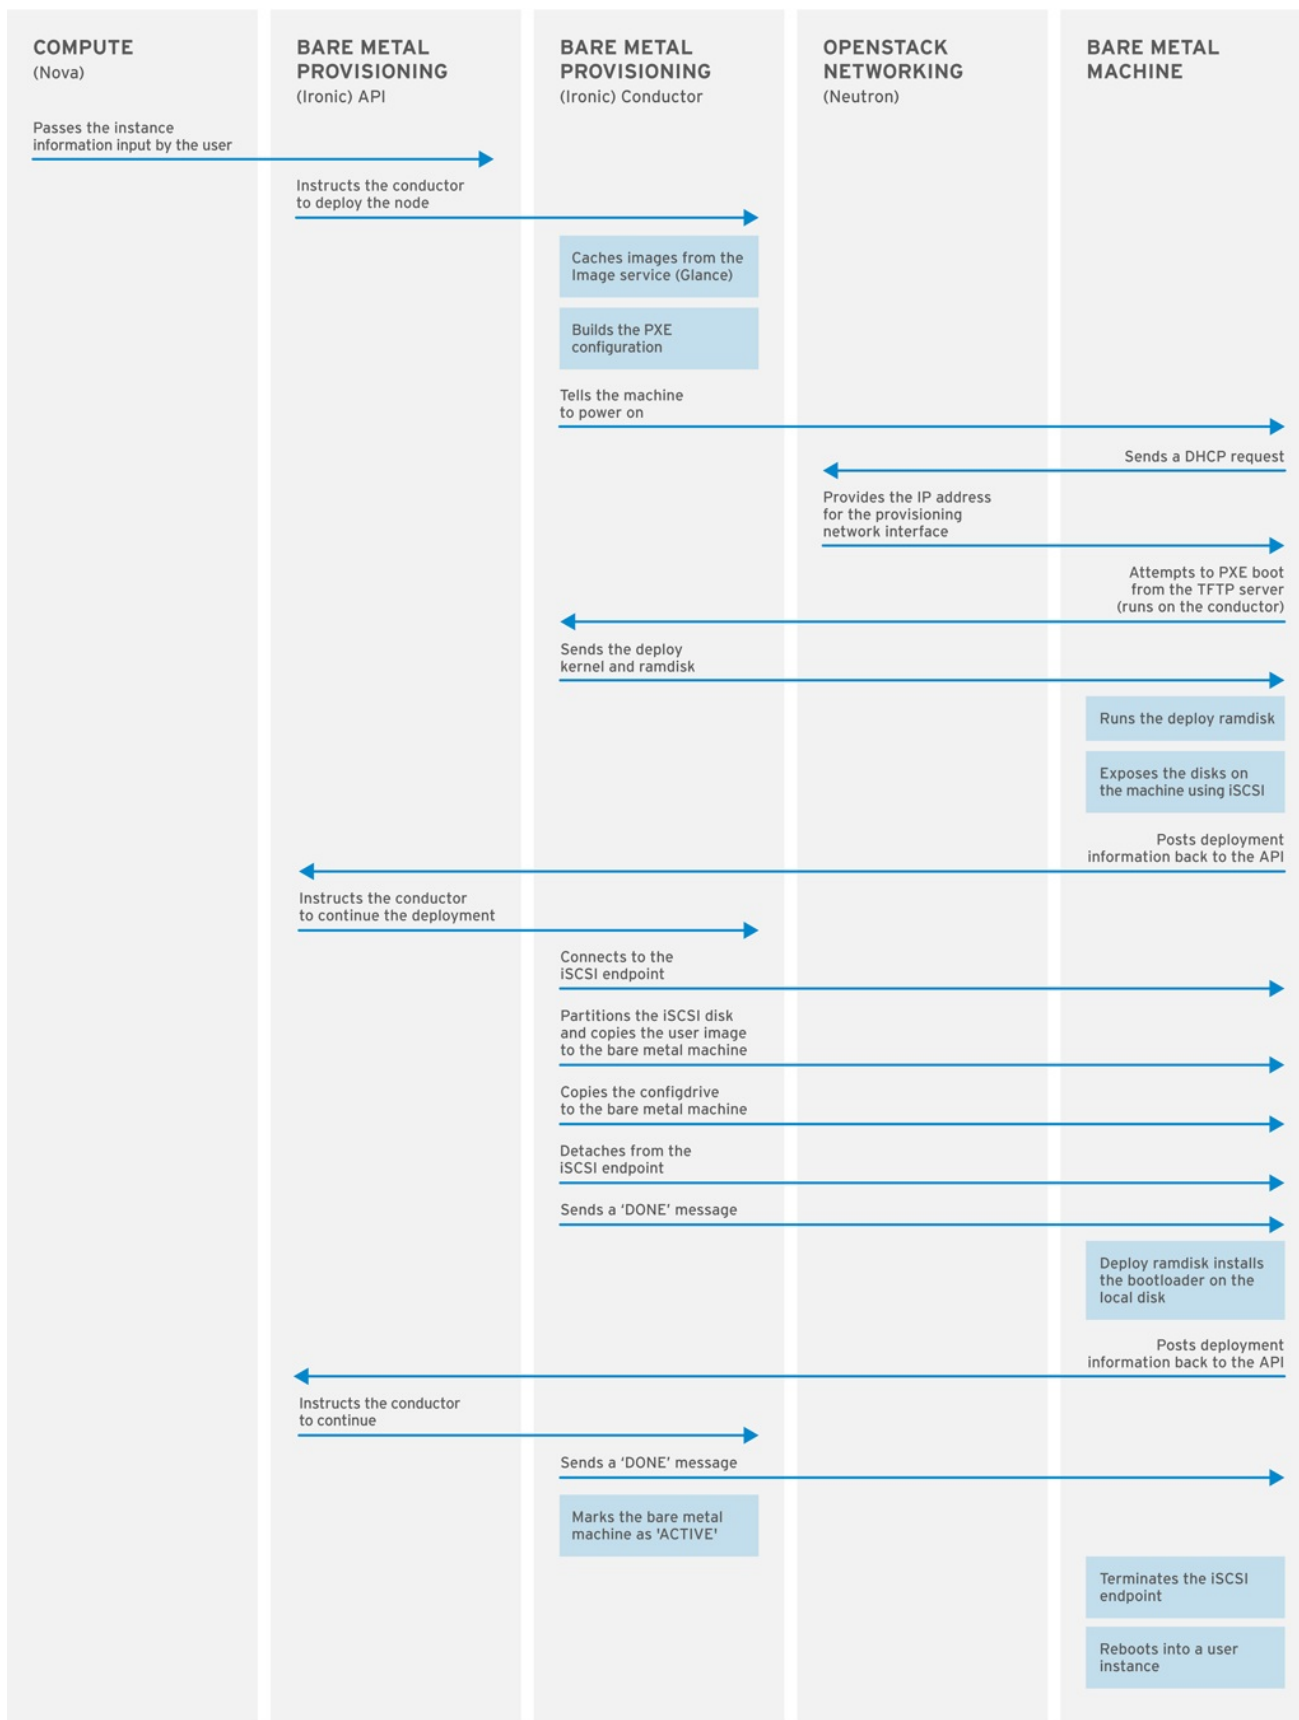 COMPUTE
(Nova)
BARE METAL
PROVISIONING
(Ironic) API
BARE METAL
PROVISIONING
(Ironic) Conductor
OPENSTACK
NETWORKING
(Neutron)
BARE METAL
MACHINE
Passes the instance
information input by the user
Instructs the conductor
to deploy the node
Caches images from the
Image service (Glance)
Builds the PXE
configuration
Tells the machine
to power on
Sends a DHCP request
Provides the IP address
for the provisioning
network interface
Attempts to PXE boot
from the TFTP server
(runs on the conductor)
Sends the deploy
kernel and ramdisk
Runs the deploy ramdisk
Exposes the disks on
the machine using iSCSI
Posts deployment
information back to the API
Instructs the conductor
to continue the deployment
Connects to the
iSCSI endpoint
Partitions the iSCSI disk
and copies the user image
to the bare metal machine
Copies the configdrive
to the bare metal machine
Detaches from the
iSCSI endpoint
Sends a ‘DONE’ message
Deploy ramdisk installs
the bootloader on the
local disk
Posts deployment
information back to the API
Instructs the conductor
to continue
Sends a ‘DONE’ message
Marks the bare metal
machine as 'ACTIVE'
Terminates the iSCSI
endpoint
Reboots into a user
instance